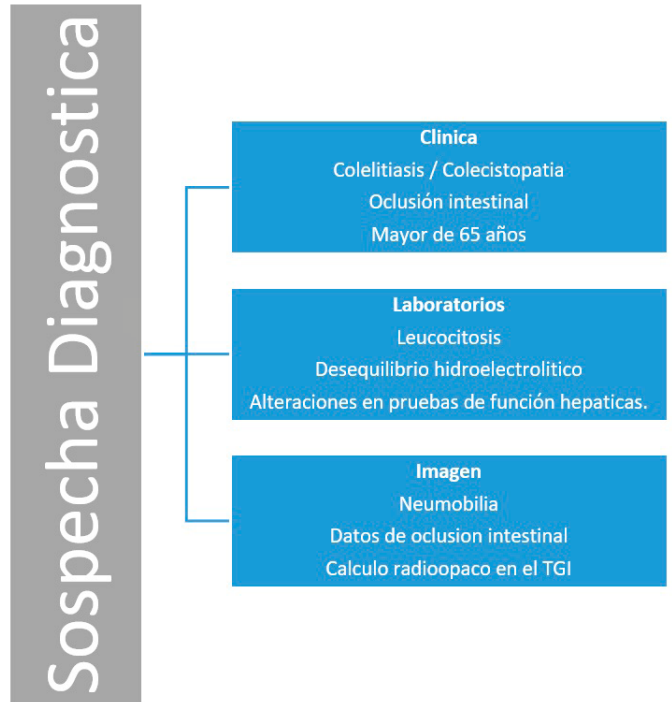 Sospecha Diagnostica
Clinica
Colelitiasis / Colecistopatia
Oclusión intestinal
Mayor de 65 años
Laboratorios
Leucocitosis
Desequilibrio hidroelectrolitico
Alteraciones en pruebas de función hepaticas.
Imagen
Neumobilia
Datos de oclusion intestinal
Calculo radioopaco en el TGI